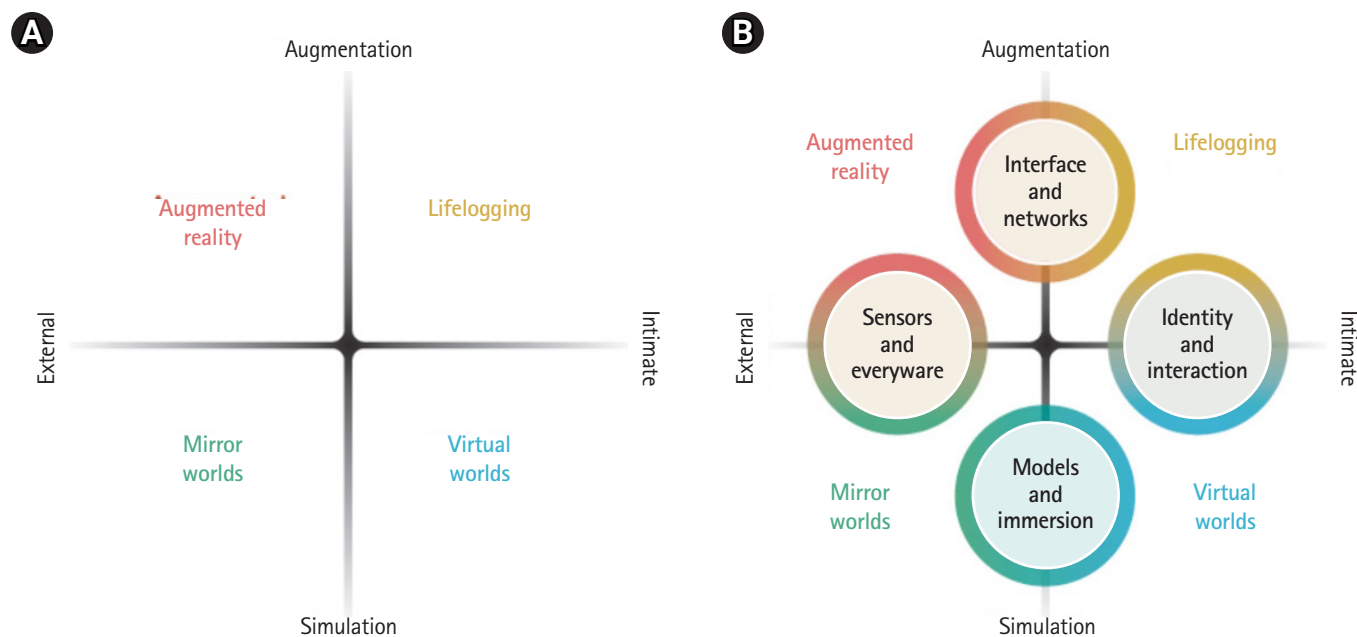 A
Augmentation
Augmented
reality
Lifelogging
External
Intimate
Mirror
worlds
Virtual
worlds
Simulation
B
Augmentation
Augmented
reality
Lifelogging
Interface
and
networks
External
Sensors
and
everyware
Identity
and
interaction
Intimate
Models
and
immersion
Mirror
worlds
Virtual
worlds
Simulation